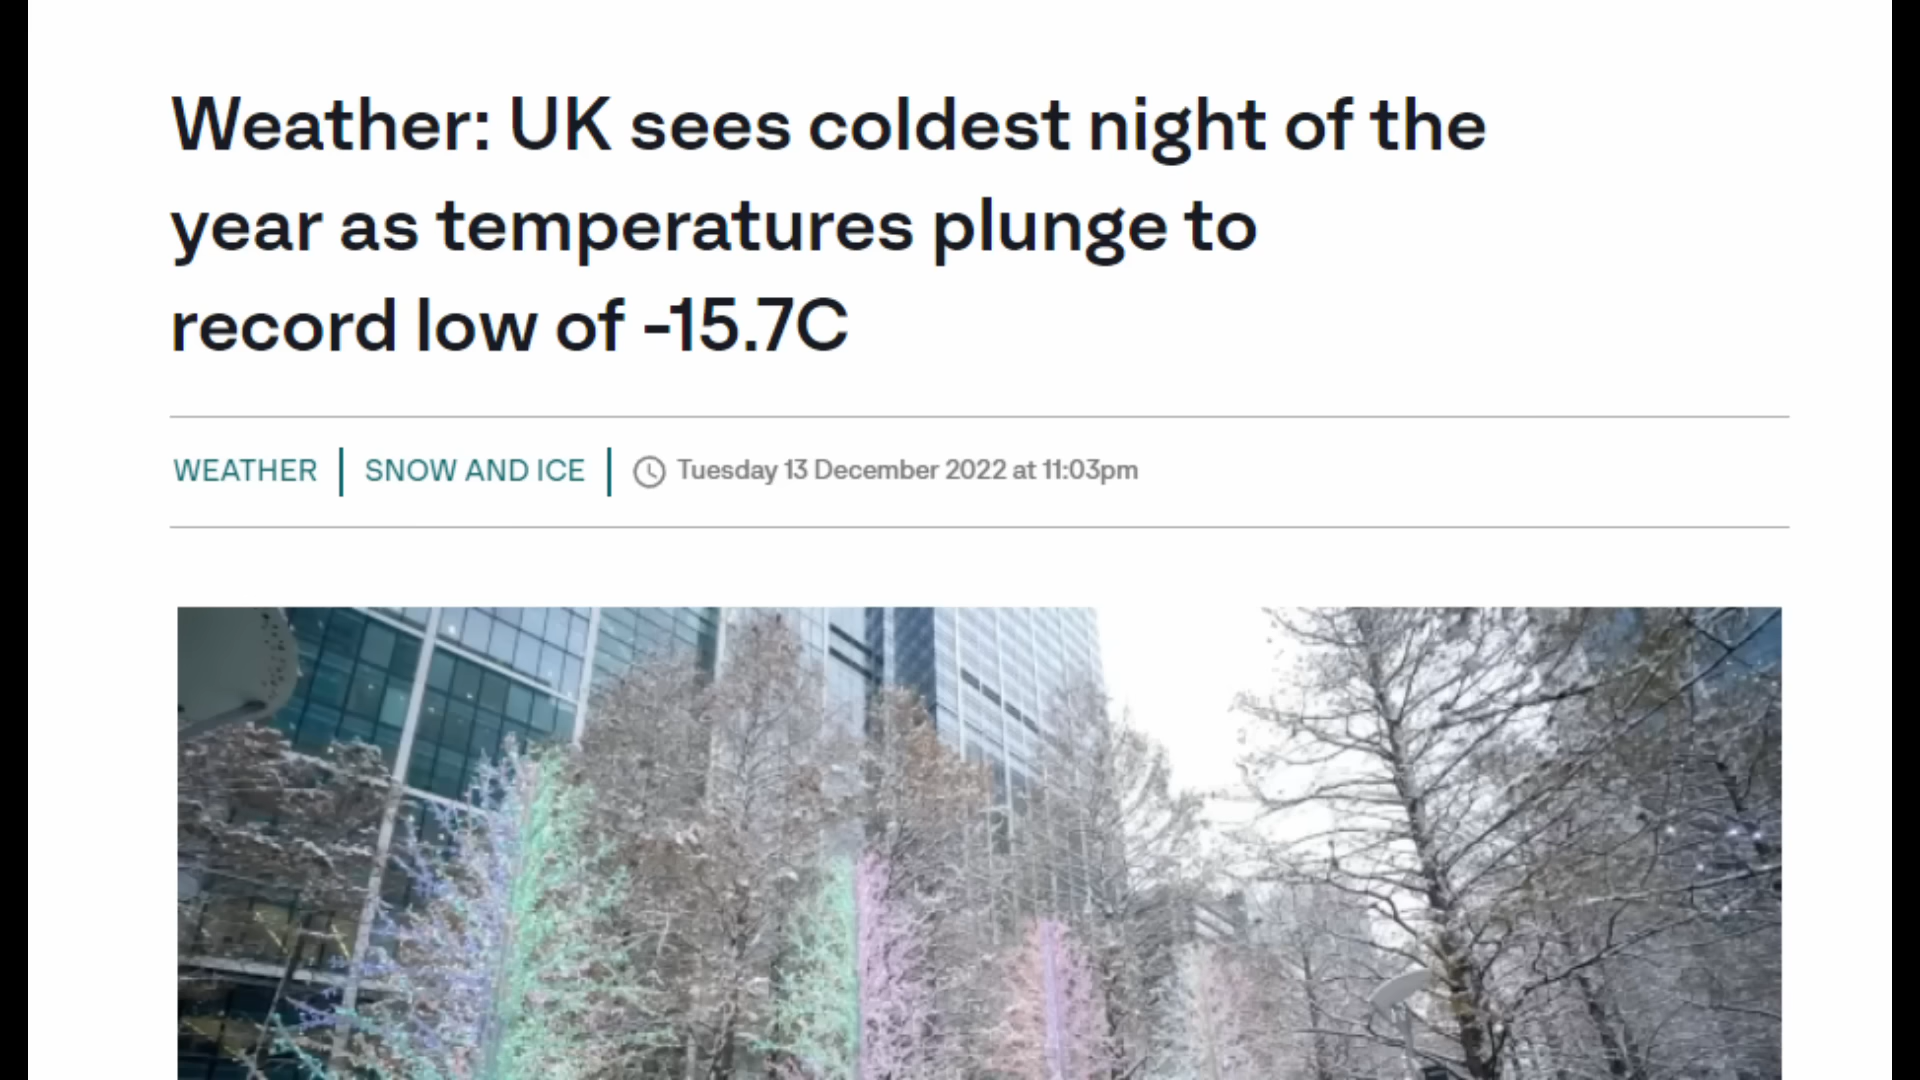 Weather: UK sees coldest night of the
year as temperatures plunge to
record low of -15.7C
WEATHER | SNOW AND ICE | Tuesday 13 December 2022 at 11:03pm